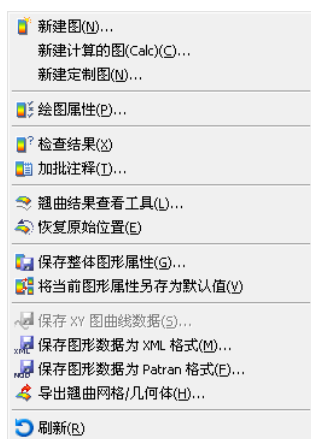 新建图(N)...
新建计算的图(Calc)(C)...
新建定制图(N)...
绘图属性(P)...
检查结果(X)
加批注释(I)...
翘曲结果查看工具(L)...
恢复原始位置(E)
保存整体图形属性(G)...
将当前图形属性另存为默认值(V)
保存 XY 图曲线数据(S)...
保存图形数据为 XML 格式(M)...
保存图形数据为 Patran 格式(F)...
导出翘曲网格/几何体(H)...
刷新(R)